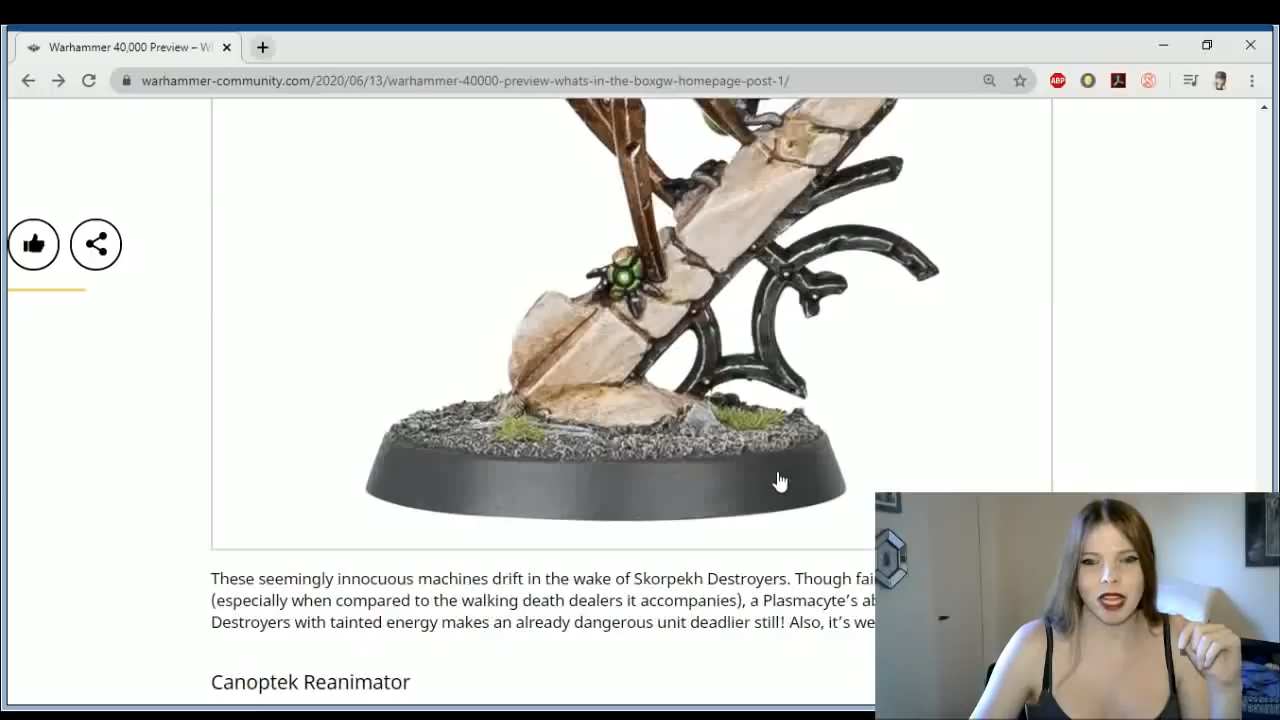 Warhammer 40,000 Preview – W
warhammer-community.com/2020/06/13/warhammer-40000-preview-whats-in-the-boxgw-homepage-post-1/
ABP
These seemingly innocuous machines drift in the wake of Skorpekh Destroyers. Though
(especially when compared to the walking death dealers it accompanies), a Plasmacyte’s
Destroyers with tainted energy makes an already dangerous unit deadlier still! Also, it’s
Canoptek Reanimator